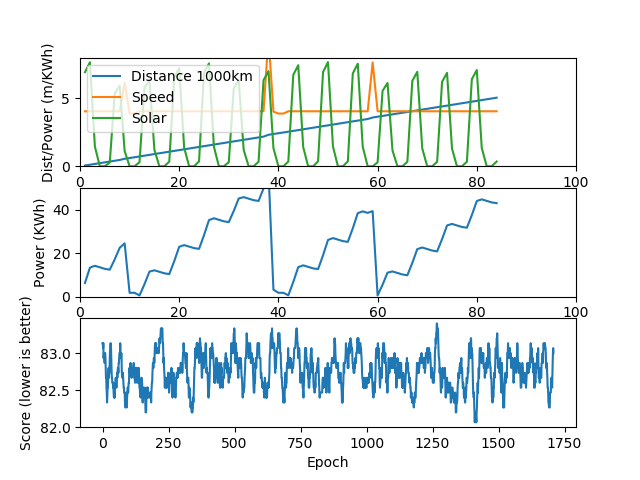 Dist/Power (m/KWh)
5
0
Distance 1000km
Speed
Solar
0 20 40 60 80 100
Power (KWh)
40
20
0
0 20 40 60 80 100
Score (lower is better)
83.0
82.5
82.0
0 250 500 750 1000 1250 1500 1750
Epoch